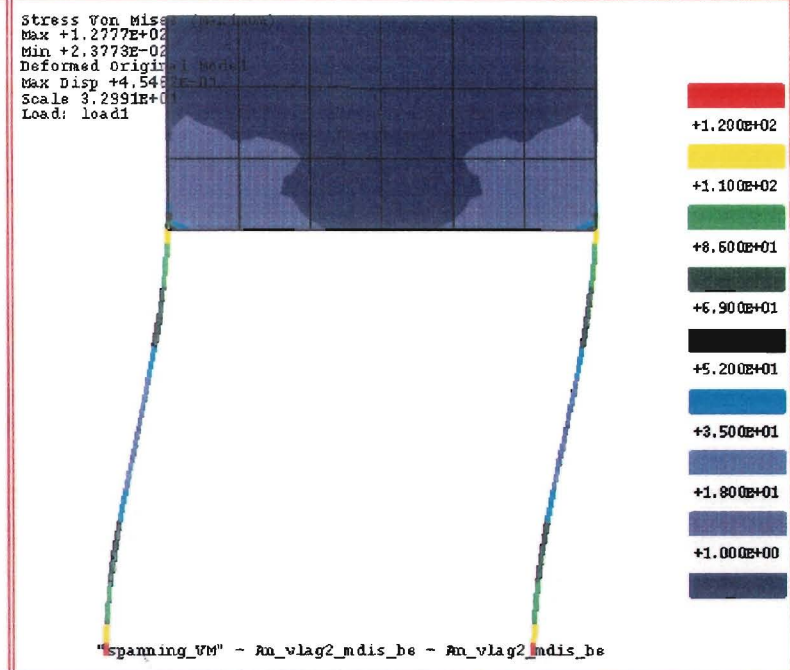 Stress Von Mises (maximum)
Max +1.2777E+02
Min +2.3773E-02
Deformed Original Model
Max Disp
Scale 3.2991E+01
Load: load1
+1.200E+02
+1.100E+02
+8.600E+01
+6.900E+01
+5.200E+01
+3.500E+01
+1.800E+01
+1.000E+00
"spanning_VM" - An_vlag2_mdis_be - An_vlag2_mdis_be